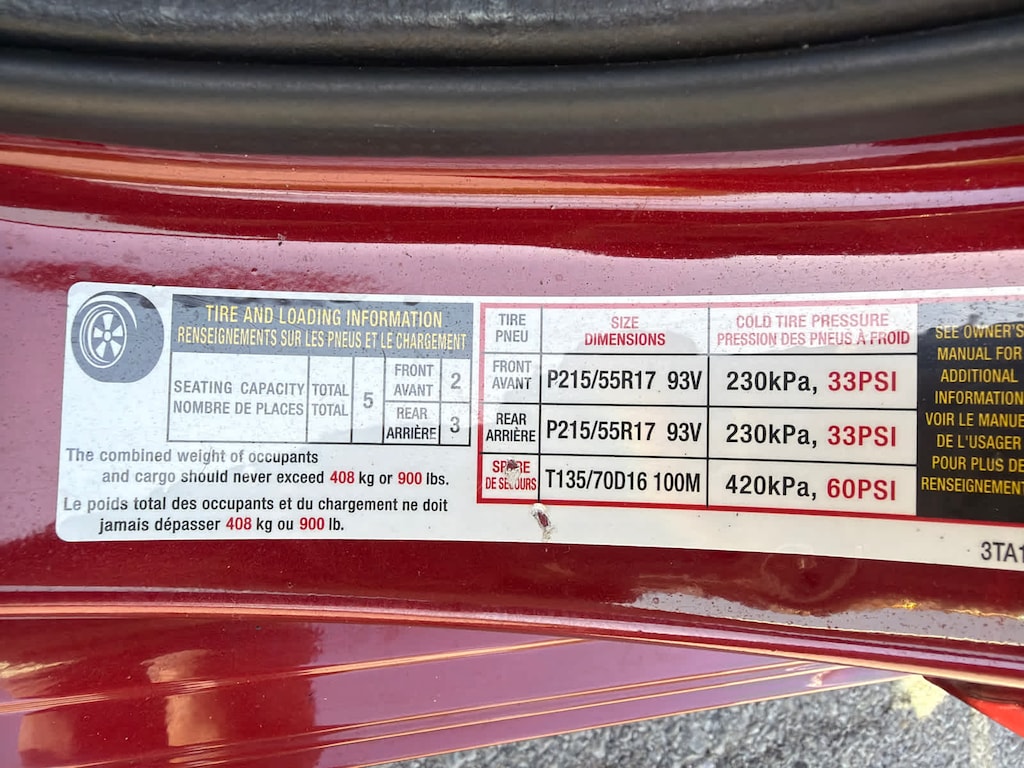 TIRE AND LOADING INFORMATION
RENSEIGNEMENTS SUR LES PNEUS ET LE CHARGEMENT
SEATING CAPACITY
NOMBRE DE PLACES
TOTAL
TOTAL
5
FRONT
AVANT
2
REAR
ARRIÈRE
3
The combined weight of occupants
and cargo should never exceed 408 kg or 900 lbs.
Le poids total des occupants et du chargement ne doit
jamais dépasser 408 kg ou 900 lb.
TIRE
PNEU
SIZE
DIMENSIONS
COLD TIRE PRESSURE
PRESSION DES PNEUS À FROID
FRONT
AVANT
P215/55R17 93V
230kPa, 33PSI
REAR
ARRIÈRE
P215/55R17 93V
230kPa, 33PSI
SPARE
DE SECOURS
T135/70D16 100M
420kPa, 60PSI
SEE OWNER'S
MANUAL FOR
ADDITIONAL
INFORMATION
VOIR LE MANUE
DE L'USAGER
POUR PLUS DE
RENSEIGNEMENT
3TA1